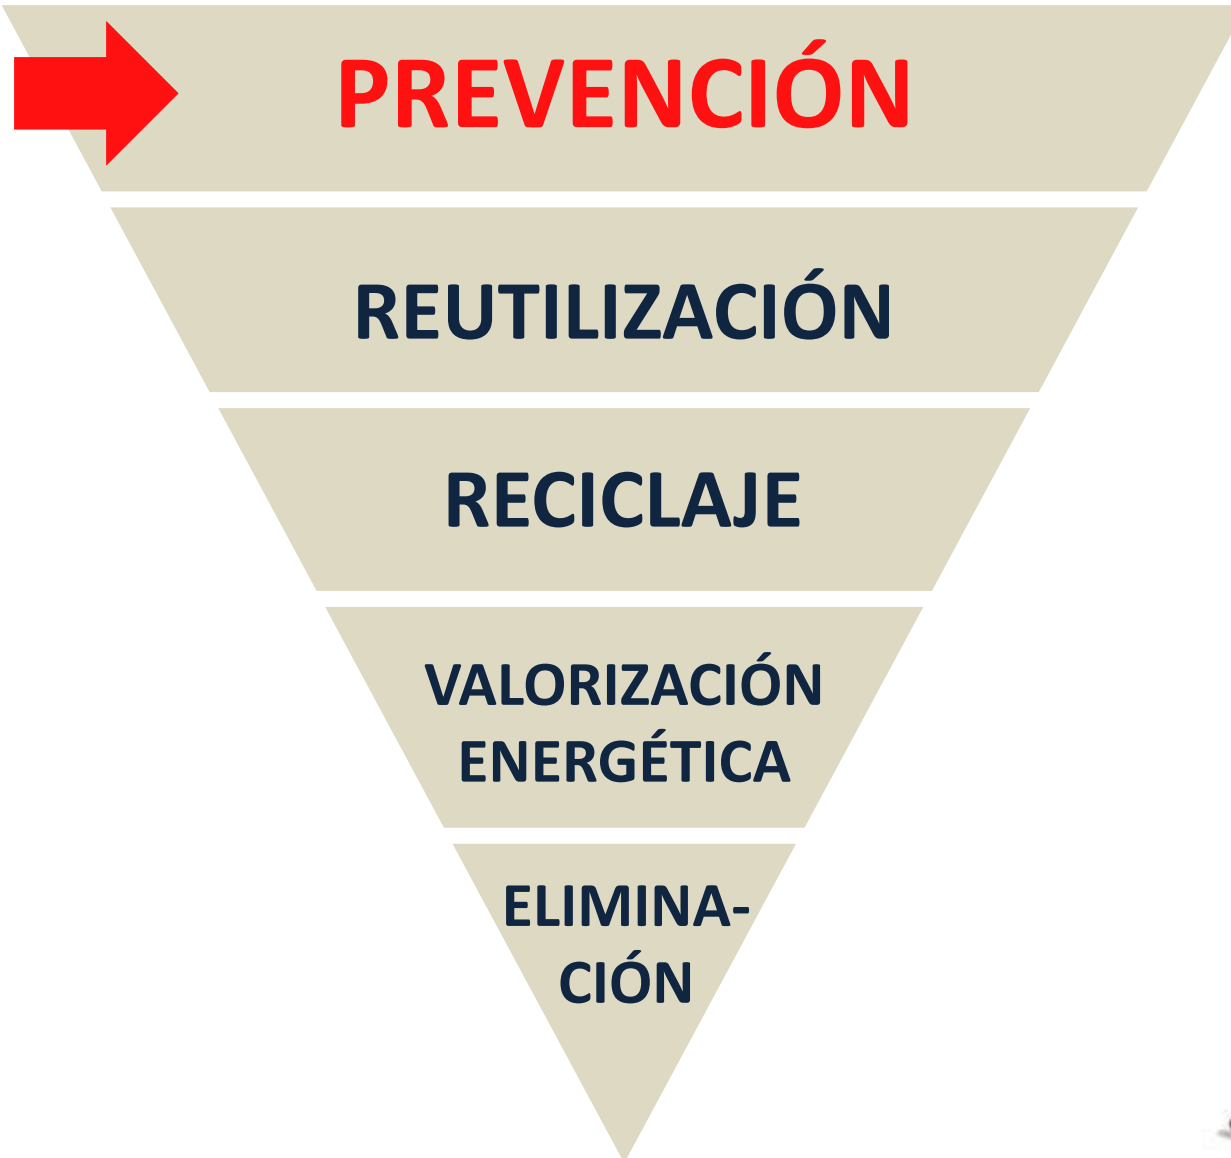 PREVENCIÓN
REUTILIZACIÓN
RECICLAJE
VALORIZACIÓN
ENERGÉTICA
ELIMINA-
CIÓN